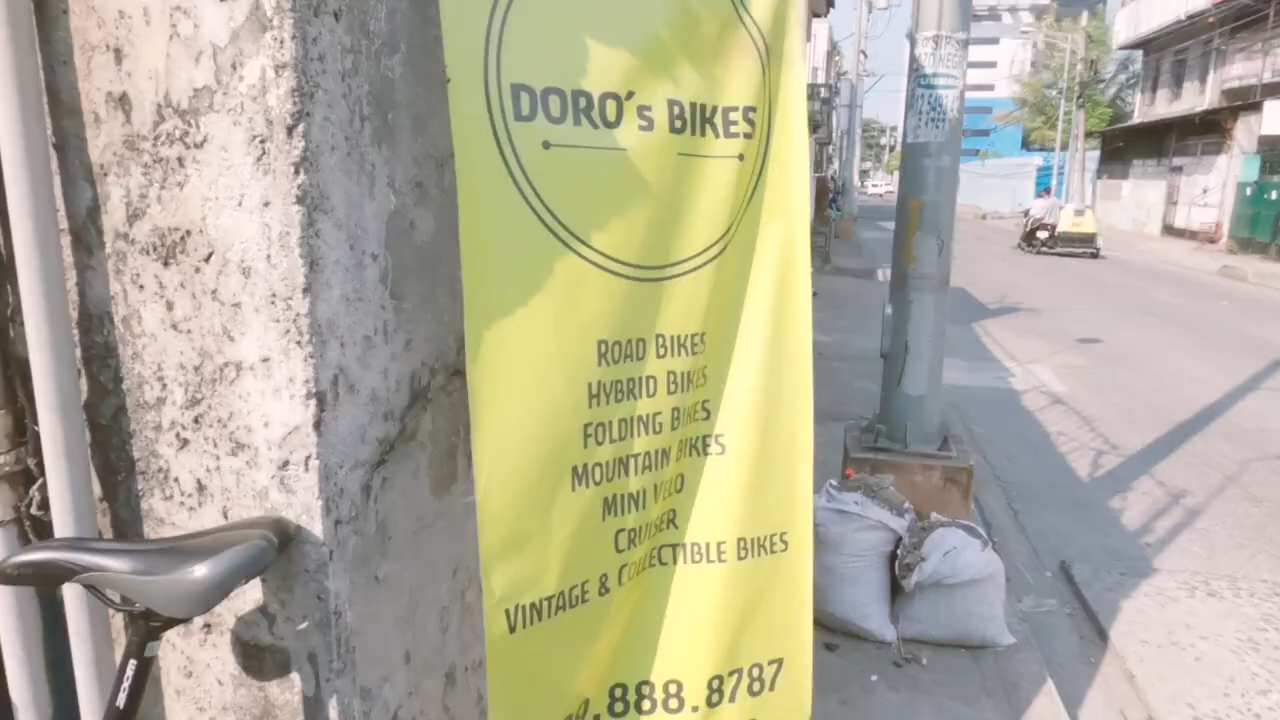 DORO's BIKES
ROAD BIKES
HYBRID BIKES
FOLDING BIKES
MOUNTAIN BIKES
MINI VELO
CRUISER
VINTAGE & COLLECTIBLE BIKES
.888.8787
ZOOM